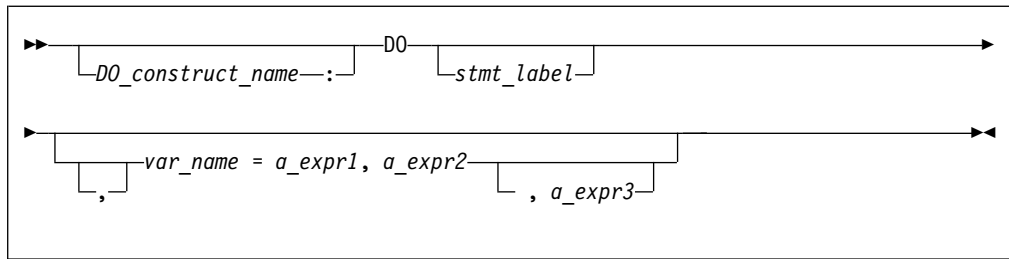 DO
DO_construct_name : stmt_label
var_name = a_expr1, a_expr2
, , a_expr3